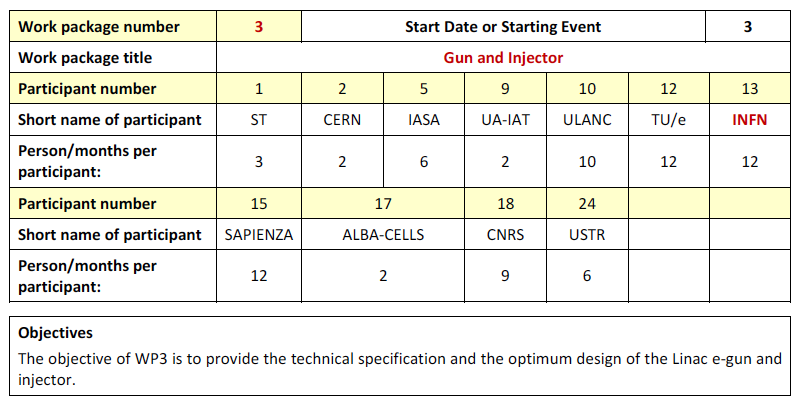 Work package number 3 Start Date or Starting Event 3
Work package title Gun and Injector
Participant number 1 2 5 9 10 12 13
Short name of participant ST CERN IASA UA-IAT ULANC TU/e INFN
Person/months per
participant: 3 2 6 2 10 12 12
Participant number 15 17 18 24
Short name of participant SAPIENZA ALBA-CELLS CNRS USTR
Person/months per
participant: 12 2 9 6
Objectives
The objective of WP3 is to provide the technical specification and the optimum design of the Linac e-gun and
injector.